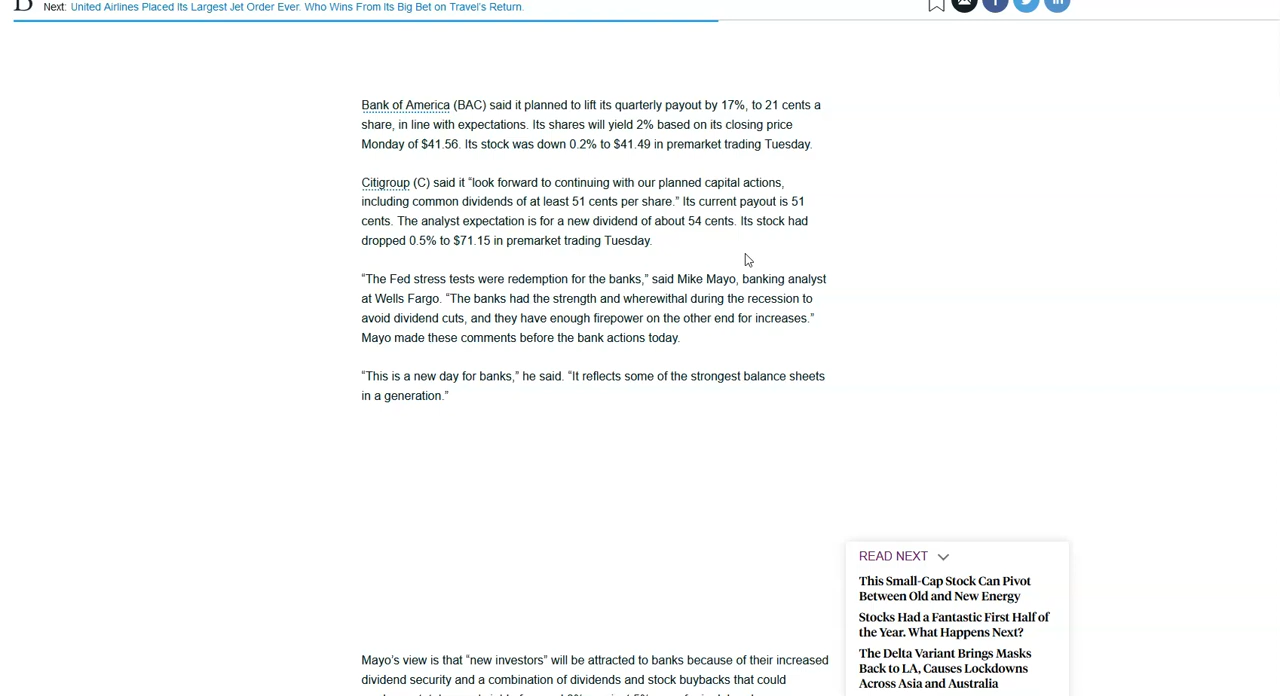 Next: United Airlines Placed Its Largest Jet Order Ever. Who Wins From Its Big Bet on Travel's Return.
Bank of America (BAC) said it planned to lift its quarterly payout by 17%, to 21 cents a
share, in line with expectations. Its shares will yield 2% based on its closing price
Monday of $41.56. Its stock was down 0.2% to $41.49 in premarket trading Tuesday.
Citigroup (C) said it “look forward to continuing with our planned capital actions,
including common dividends of at least 51 cents per share.” Its current payout is 51
cents. The analyst expectation is for a new dividend of about 54 cents. Its stock had
dropped 0.5% to $71.15 in premarket trading Tuesday.
“The Fed stress tests were redemption for the banks,” said Mike Mayo, banking analyst
at Wells Fargo. “The banks had the strength and wherewithal during the recession to
avoid dividend cuts, and they have enough firepower on the other end for increases.”
Mayo made these comments before the bank actions today.
“This is a new day for banks,” he said. “It reflects some of the strongest balance sheets
in a generation.”
READ NEXT
This Small-Cap Stock Can Pivot
Between Old and New Energy
Stocks Had a Fantastic First Half of
the Year. What Happens Next?
The Delta Variant Brings Masks
Back to LA, Causes Lockdowns
Across Asia and Australia
Mayo's view is that “new investors” will be attracted to banks because of their increased
dividend security and a combination of dividends and stock buybacks that could